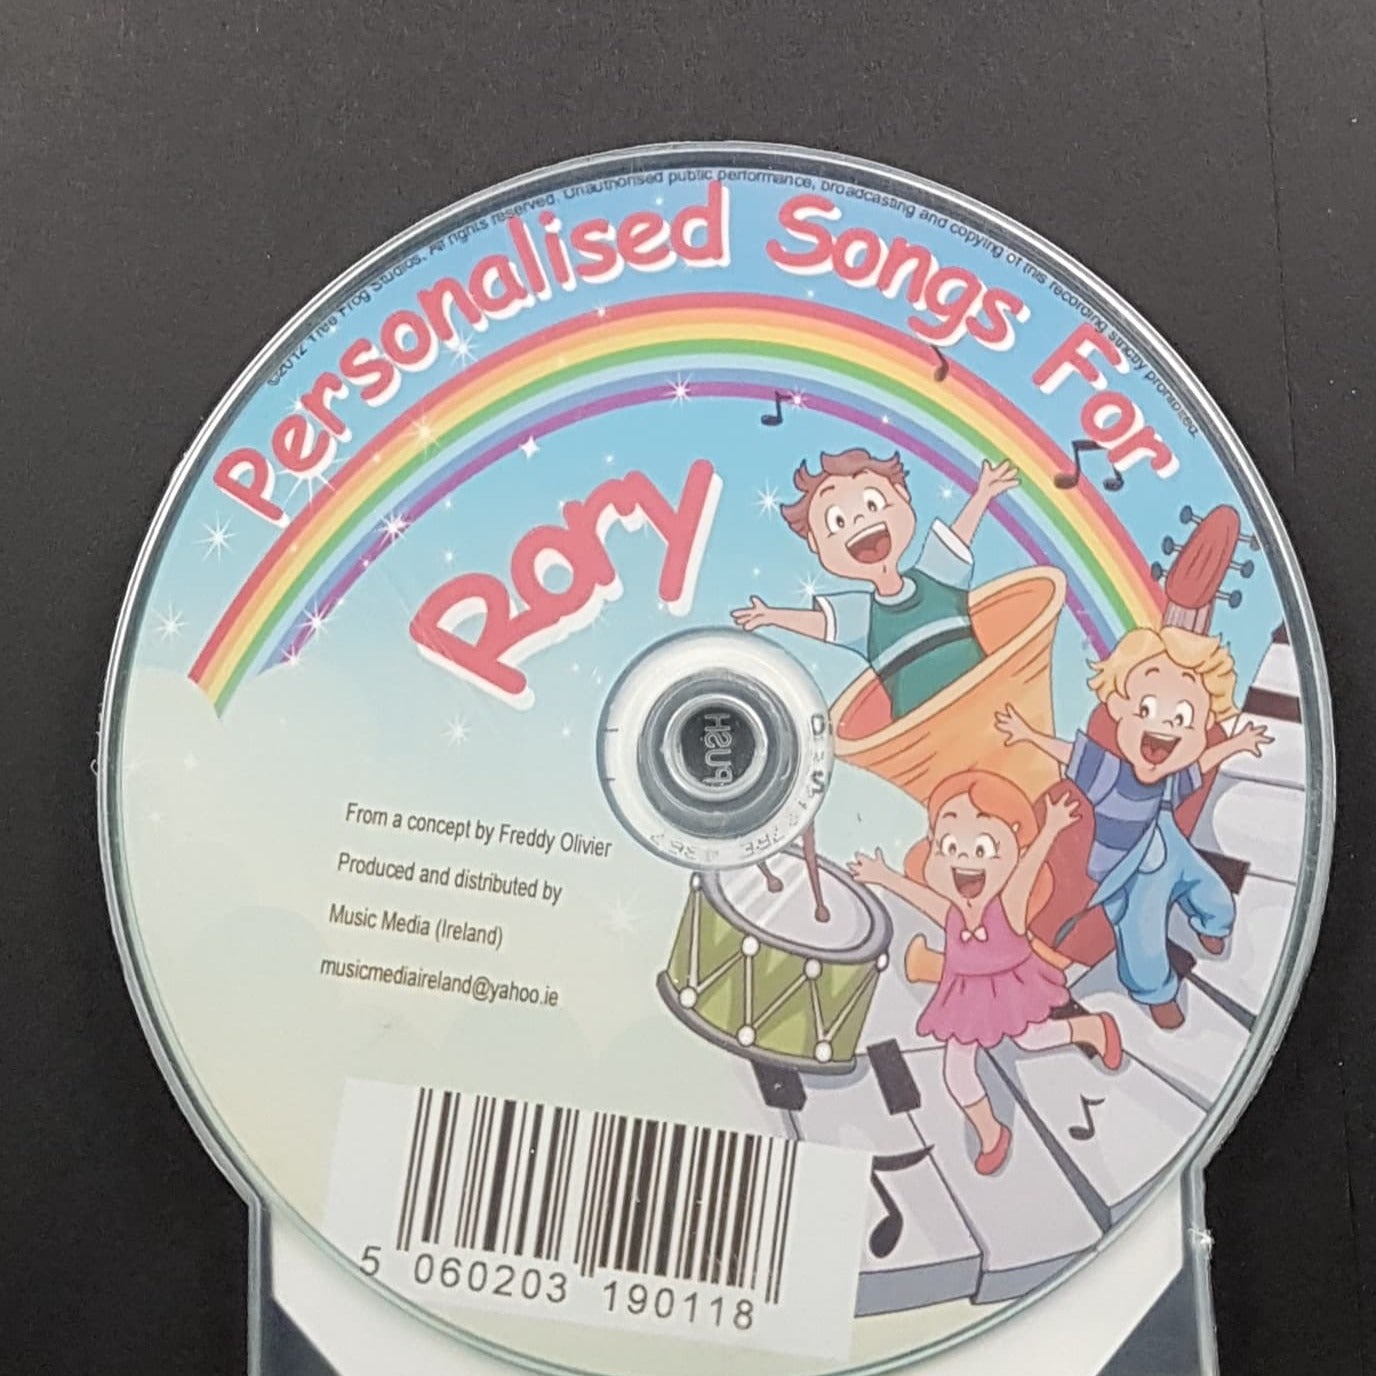 ©2012 Tree Frog Studios. All rights reserved. Unauthorised public performance, broadcasting and copying of this recording strictly prohibited.
Personalised Songs For
Rory
PUSH
From a concept by Freddy Olivier
Produced and distributed by
Music Media (Ireland)
musicmediaireland@yahoo.ie
5 060203 190118